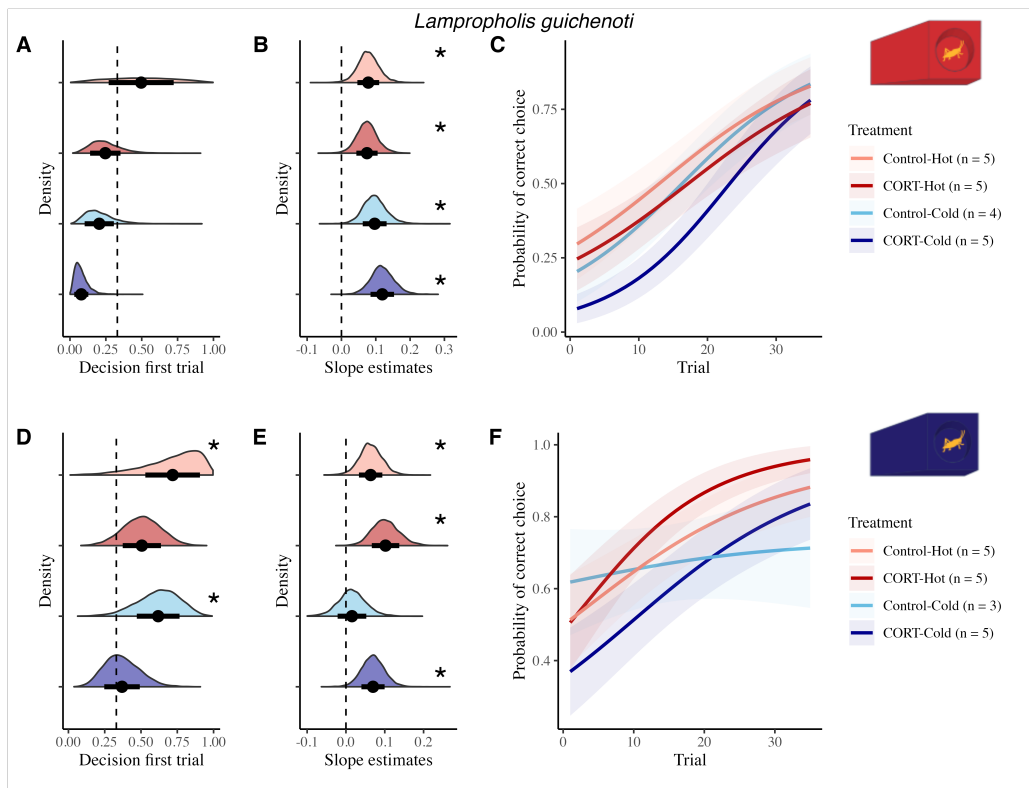 Lampropholis guichenoti
A
B
C
Density
Density
Probability of correct choice
*
*
*
*
0.00 0.25 0.50 0.75 1.00
Decision first trial
-0.1 0.0 0.1 0.2 0.3
Slope estimates
0.75
0.50
0.25
0.00
0 10 20 30
Trial
Treatment
Control-Hot (n = 5)
CORT-Hot (n = 5)
Control-Cold (n = 4)
CORT-Cold (n = 5)
D
E
F
Density
Density
Probability of correct choice
*
*
*
*
*
0.00 0.25 0.50 0.75 1.00
Decision first trial
-0.1 0.0 0.1 0.2
Slope estimates
1.0
0.8
0.6
0.4
0 10 20 30
Trial
Treatment
Control-Hot (n = 5)
CORT-Hot (n = 5)
Control-Cold (n = 3)
CORT-Cold (n = 5)